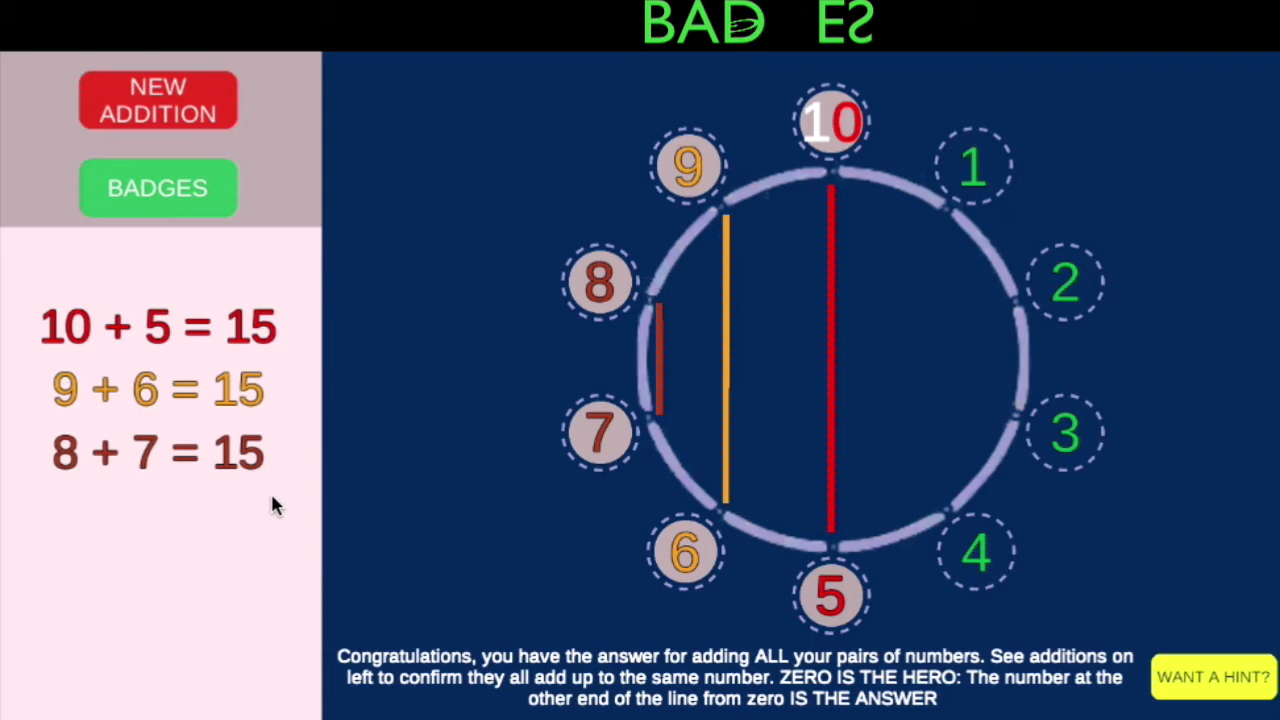 BAD ES
NEW
ADDITION
BADGES
10 + 5 = 15
9 + 6 = 15
8 + 7 = 15
10
9
1
8
2
7
3
6
4
5
Congratulations, you have the answer for adding ALL your pairs of numbers. See additions on
left to confirm they all add up to the same number. ZERO IS THE HERO: The number at the
other end of the line from zero IS THE ANSWER
WANT A HINT?